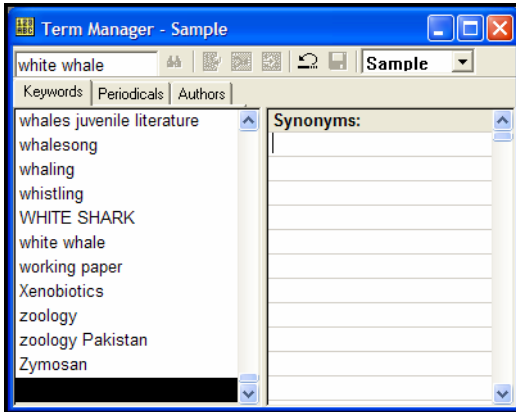 Term Manager - Sample
white whale
Sample
Keywords Periodicals Authors
whales juvenile literature
whalesong
whaling
whistling
WHITE SHARK
white whale
working paper
Xenobiotics
zoology
zoology Pakistan
Zymosan
Synonyms: